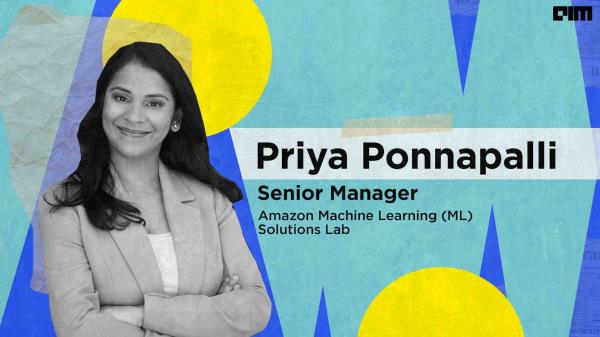 AIM
Priya Ponnapalli
Senior Manager
Amazon Machine Learning (ML)
Solutions Lab